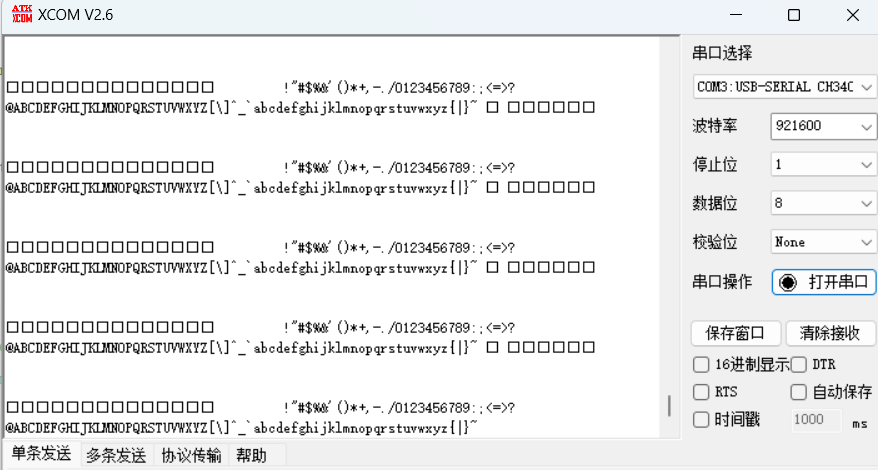 ATK XCOM XCOM V2.6
□□□□□□□□□□□□□□ !"#$%&'()*+,-./0123456789:;<=>?
@ABCDEFGHIJKLMNOPQRSTUVWXYZ[\]^_`abcdefghijklmnopqrstuvwxyz{|}~ □ □□□□□□
□□□□□□□□□□□□□□ !"#$%&'()*+,-./0123456789:;<=>?
@ABCDEFGHIJKLMNOPQRSTUVWXYZ[\]^_`abcdefghijklmnopqrstuvwxyz{|}~ □ □□□□□□
□□□□□□□□□□□□□□ !"#$%&'()*+,-./0123456789:;<=>?
@ABCDEFGHIJKLMNOPQRSTUVWXYZ[\]^_`abcdefghijklmnopqrstuvwxyz{|}~ □ □□□□□□
□□□□□□□□□□□□□□ !"#$%&'()*+,-./0123456789:;<=>?
@ABCDEFGHIJKLMNOPQRSTUVWXYZ[\]^_`abcdefghijklmnopqrstuvwxyz{|}~ □ □□□□□□
□□□□□□□□□□□□□□ !"#$%&'()*+,-./0123456789:;<=>?
@ABCDEFGHIJKLMNOPQRSTUVWXYZ[\]^_`abcdefghijklmnopqrstuvwxyz{|}~
单条发送 多条发送 协议传输 帮助
串口选择
COM3:USB-SERIAL CH340
波特率 921600
停止位 1
数据位 8
校验位 None
串口操作 打开串口
保存窗口 清除接收
16进制显示 DTR
RTS 自动保存
时间戳 1000 ms